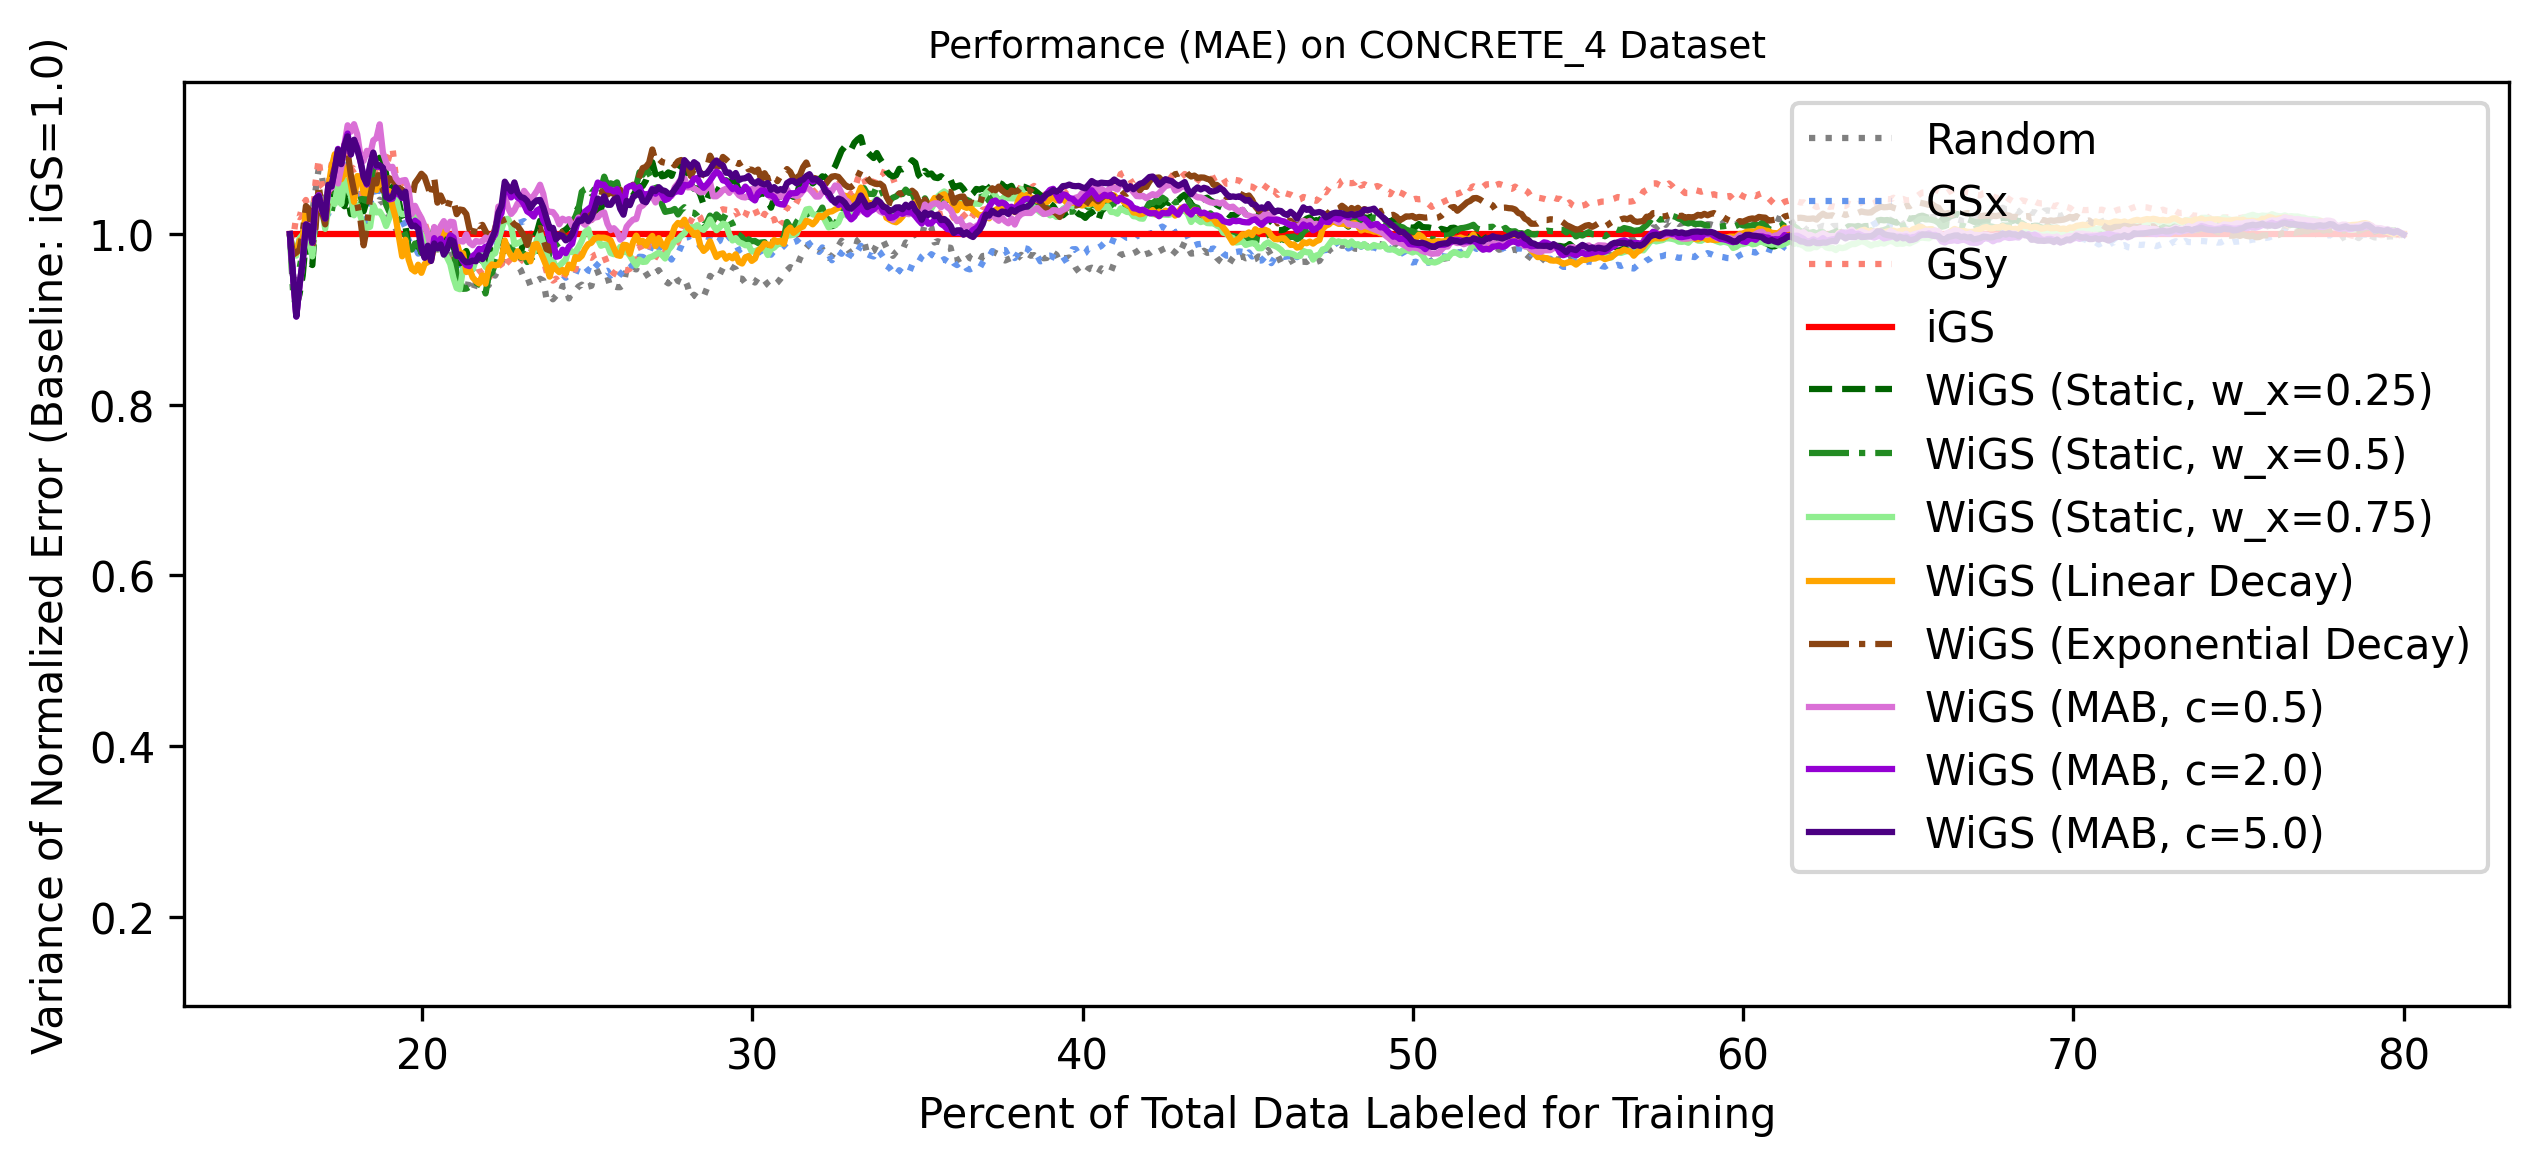 Performance (MAE) on CONCRETE_4 Dataset
Variance of Normalized Error (Baseline: iGS=1.0)
1.0
0.8
0.6
0.4
0.2
20
30
40
50
60
70
80
Percent of Total Data Labeled for Training
Random
GSx
GSy
iGS
WiGS (Static, w_x=0.25)
WiGS (Static, w_x=0.5)
WiGS (Static, w_x=0.75)
WiGS (Linear Decay)
WiGS (Exponential Decay)
WiGS (MAB, c=0.5)
WiGS (MAB, c=2.0)
WiGS (MAB, c=5.0)